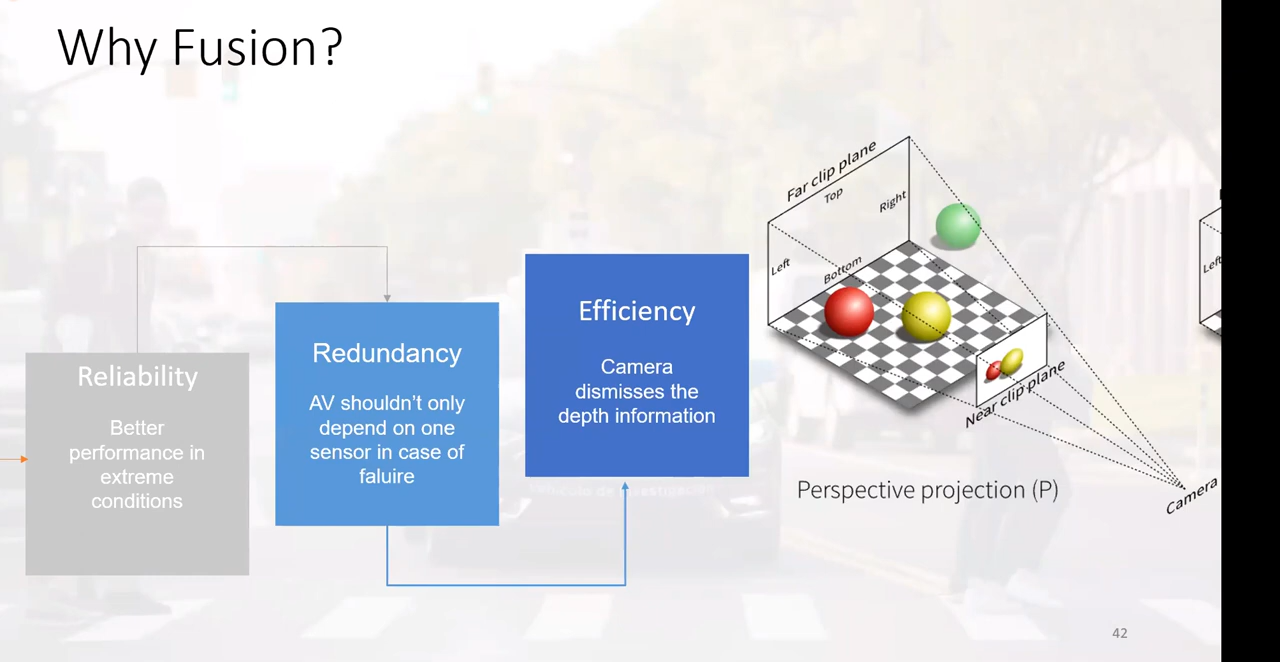 Why Fusion?
Reliability
Better
performance in
extreme
conditions
Redundancy
AV shouldn’t only
depend on one
sensor in case of
faluire
Efficiency
Camera
dismisses the
depth information
Far clip plane
Top
Right
Left
Bottom
Near clip plane
Camera
Perspective projection (P)
Left
42